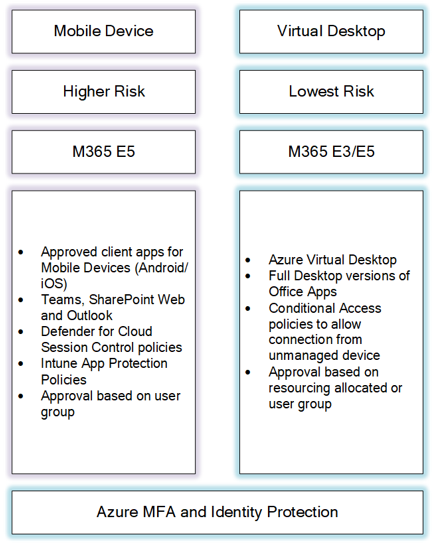 Mobile Device
Virtual Desktop
Higher Risk
Lowest Risk
M365 E5
M365 E3/E5
• Approved client apps for
Mobile Devices (Android/
iOS)
• Teams, SharePoint Web
and Outlook
• Defender for Cloud
Session Control policies
• Intune App Protection
Policies
• Approval based on user
group
• Azure Virtual Desktop
• Full Desktop versions of
Office Apps
• Conditional Access
policies to allow
connection from
unmanaged device
• Approval based on
resourcing allocated or
user group
Azure MFA and Identity Protection